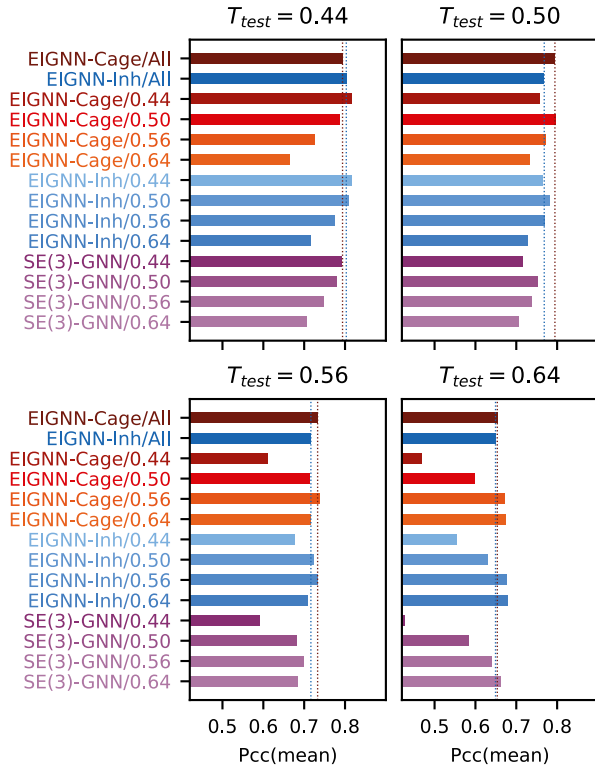 T_test = 0.44
T_test = 0.50
EIGNN-Cage/All
EIGNN-Inh/All
EIGNN-Cage/0.44
EIGNN-Cage/0.50
EIGNN-Cage/0.56
EIGNN-Cage/0.64
EIGNN-Inh/0.44
EIGNN-Inh/0.50
EIGNN-Inh/0.56
EIGNN-Inh/0.64
SE(3)-GNN/0.44
SE(3)-GNN/0.50
SE(3)-GNN/0.56
SE(3)-GNN/0.64
T_test = 0.56
T_test = 0.64
EIGNN-Cage/All
EIGNN-Inh/All
EIGNN-Cage/0.44
EIGNN-Cage/0.50
EIGNN-Cage/0.56
EIGNN-Cage/0.64
EIGNN-Inh/0.44
EIGNN-Inh/0.50
EIGNN-Inh/0.56
EIGNN-Inh/0.64
SE(3)-GNN/0.44
SE(3)-GNN/0.50
SE(3)-GNN/0.56
SE(3)-GNN/0.64
0.5 0.6 0.7 0.8
0.5 0.6 0.7 0.8
Pcc(mean)
Pcc(mean)